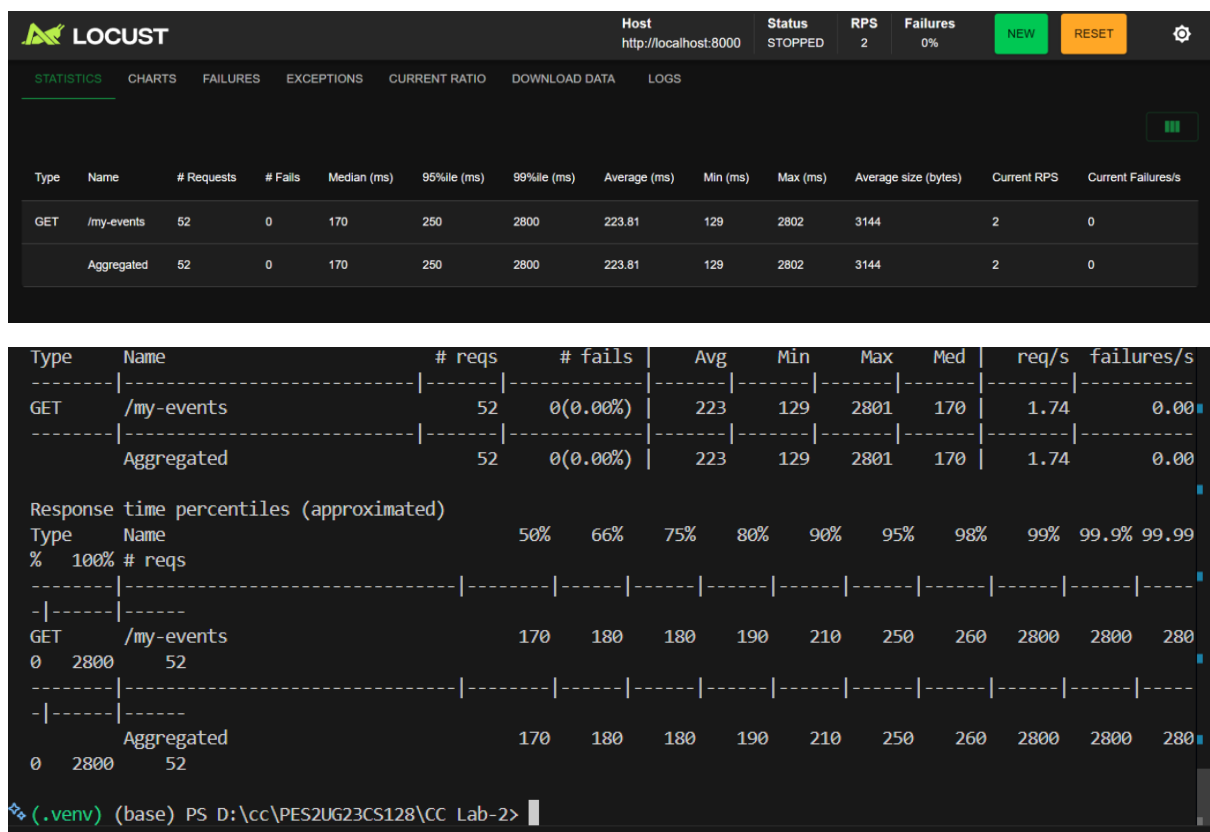 LOCUST
Host Status RPS Failures
http://localhost:8000 STOPPED 2 0% NEW RESET
STATISTICS CHARTS FAILURES EXCEPTIONS CURRENT RATIO DOWNLOAD DATA LOGS
Type Name # Requests # Fails Median (ms) 95%ile (ms) 99%ile (ms) Average (ms) Min (ms) Max (ms) Average size (bytes) Current RPS Current Failures/s
GET /my-events 52 0 170 250 2800 223.81 129 2802 3144 2 0
Aggregated 52 0 170 250 2800 223.81 129 2802 3144 2 0
Type Name # reqs # fails | Avg Min Max Med | req/s failures/s
--------|----------------------------|-------|-------------|-------|-------|-------|-------|--------|-----------
GET /my-events 52 0(0.00%) | 223 129 2801 170 | 1.74 0.00
--------|----------------------------|-------|-------------|-------|-------|-------|-------|--------|-----------
Aggregated 52 0(0.00%) | 223 129 2801 170 | 1.74 0.00
Response time percentiles (approximated)
Type Name 50% 66% 75% 80% 90% 95% 98% 99% 99.9% 99.99
% 100% # reqs
--------|--------------------------------|--------|------|------|------|------|------|------|------|------|-----
-|------|------
GET /my-events 170 180 180 190 210 250 260 2800 2800 280
0 2800 52
--------|--------------------------------|--------|------|------|------|------|------|------|------|------|-----
-|------|------
Aggregated 170 180 180 190 210 250 260 2800 2800 280
0 2800 52
(.venv) (base) PS D:\cc\PES2UG23CS128\CC Lab-2>